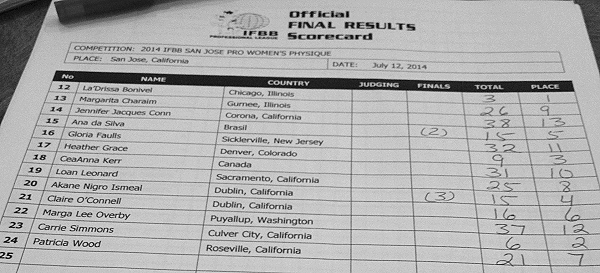 Official
FINAL RESULTS
Scorecard
IFBB
PROFESSIONAL LEAGUE
COMPETITION: 2014 IFBB SAN JOSE PRO WOMEN'S PHYSIQUE
PLACE: San Jose, California DATE: July 12, 2014
No NAME COUNTRY JUDGING FINALS TOTAL PLACE
12 La'Drissa Bonivel Chicago, Illinois 3 1
13 Margarita Charaim Gurnee, Illinois 26 9
14 Jennifer Jacques Conn Corona, California 38 13
15 Ana da Silva Brasil (2) 15 5
16 Gloria Faulls Sicklerville, New Jersey 32 11
17 Heather Grace Denver, Colorado 9 3
18 CeaAnna Kerr Canada 31 10
19 Loan Leonard Sacramento, California 25 8
20 Akane Nigro Ismeal Dublin, California (3) 15 4
21 Claire O'Connell Dublin, California 16 6
22 Marga Lee Overby Puyallup, Washington 37 12
23 Carrie Simmons Culver City, California 6 2
24 Patricia Wood Roseville, California 21 7
25